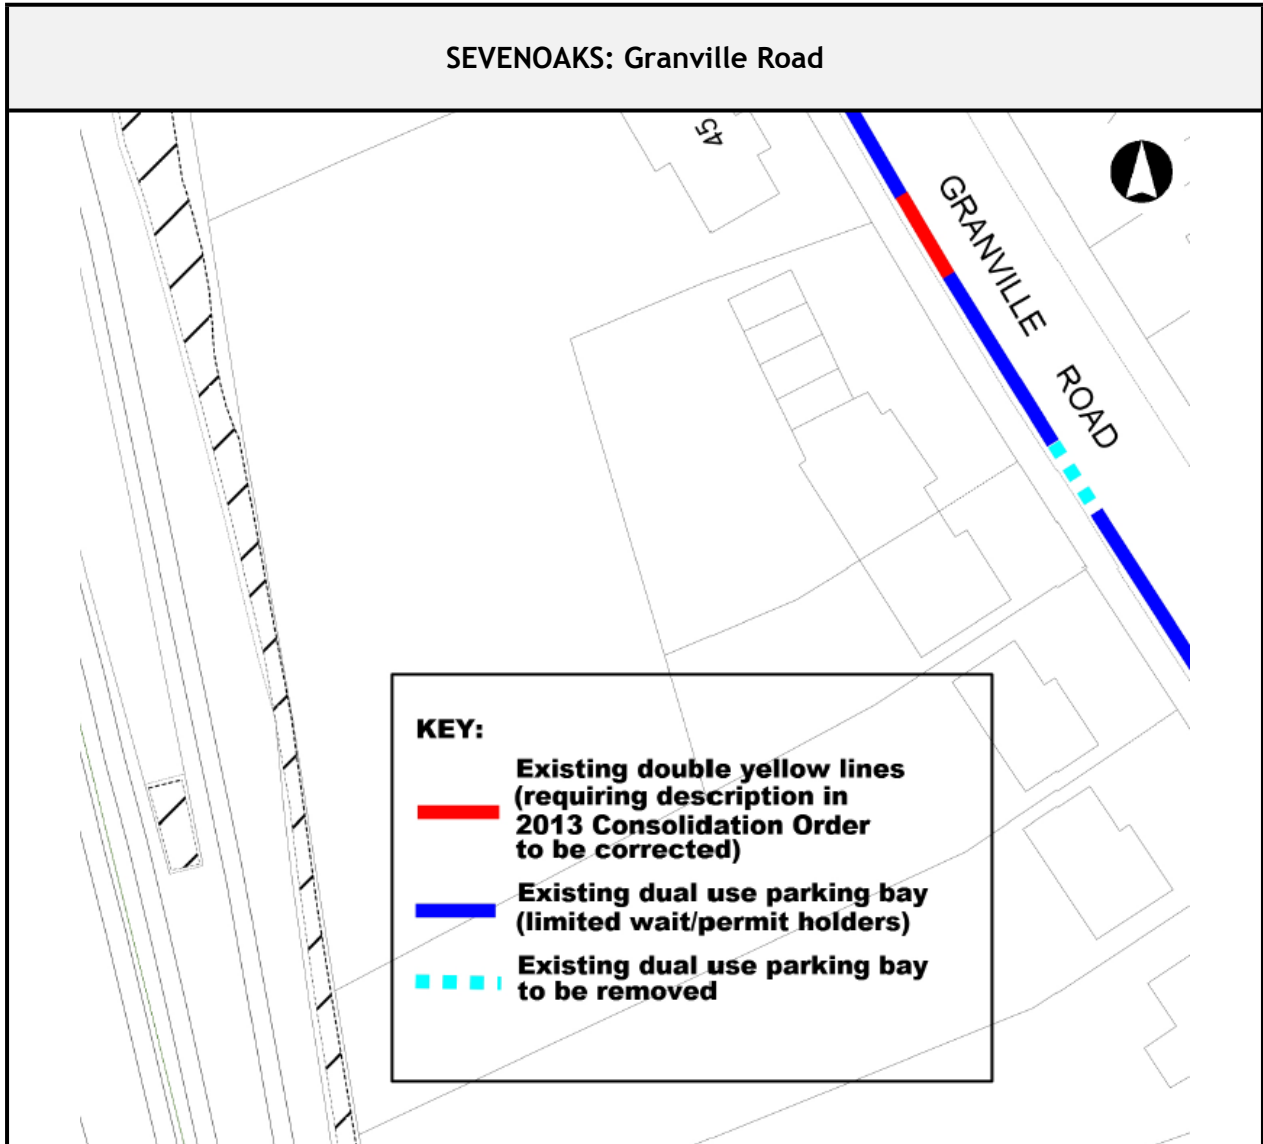 SEVENOAKS: Granville Road
45
GRANVILLE ROAD
KEY:
Existing double yellow lines
(requiring description in
2013 Consolidation Order
to be corrected)
Existing dual use parking bay
(limited wait/permit holders)
Existing dual use parking bay
to be removed